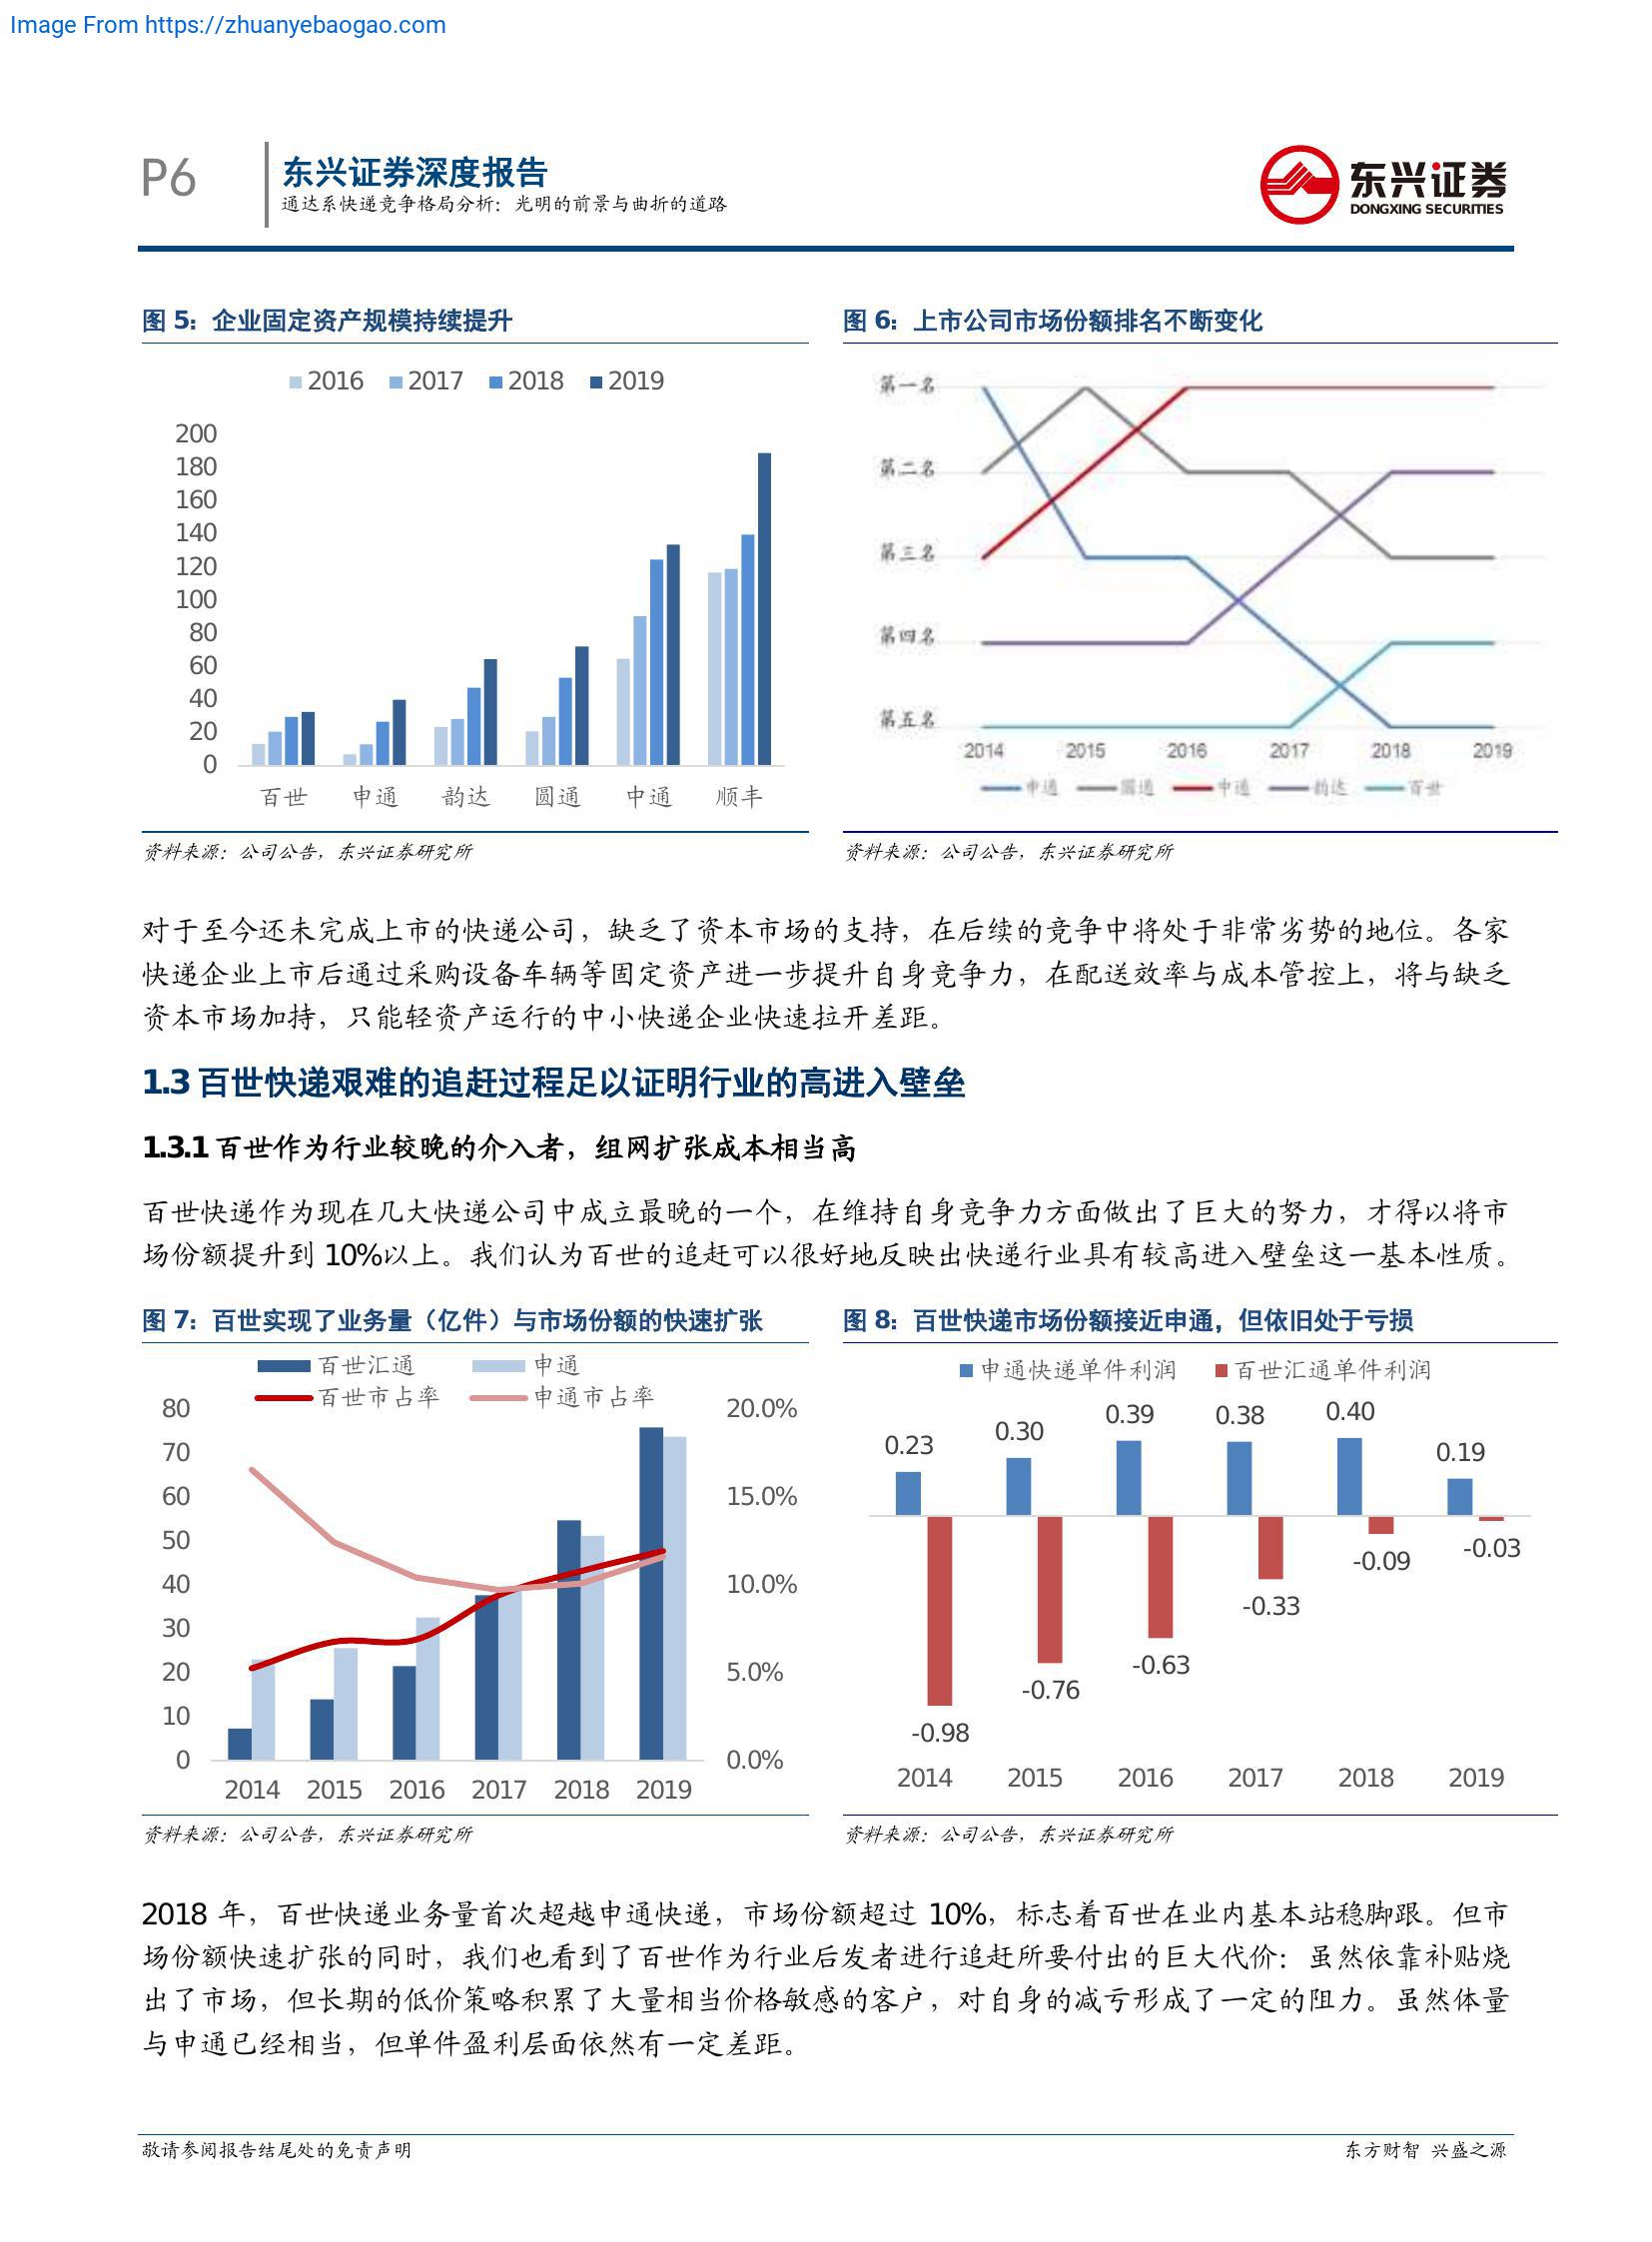 Image From https://zhuanyebaogao.com
P6
东兴证券深度报告
通达系快递竞争格局分析：光明的前景与曲折的道路
东兴证券
DONGXING SECURITIES
图 5：企业固定资产规模持续提升
2016 2017 2018 2019
200
180
160
140
120
100
80
60
40
20
0
百世 申通 韵达 圆通 中通 顺丰
资料来源：公司公告，东兴证券研究所
图 6：上市公司市场份额排名不断变化
第一名
第二名
第三名
第四名
第五名
2014 2015 2016 2017 2018 2019
申通 圆通 中通 韵达 百世
资料来源：公司公告，东兴证券研究所
对于至今还未完成上市的快递公司，缺乏了资本市场的支持，在后续的竞争中将处于非常劣势的地位。各家
快递企业上市后通过采购设备车辆等固定资产进一步提升自身竞争力，在配送效率与成本管控上，将与缺乏
资本市场加持，只能轻资产运行的中小快递企业快速拉开差距。
1.3 百世快递艰难的追赶过程足以证明行业的高进入壁垒
1.3.1 百世作为行业较晚的介入者，组网扩张成本相当高
百世快递作为现在几大快递公司中成立最晚的一个，在维持自身竞争力方面做出了巨大的努力，才得以将市
场份额提升到 10%以上。我们认为百世的追赶可以很好地反映出快递行业具有较高进入壁垒这一基本性质。
图 7：百世实现了业务量（亿件）与市场份额的快速扩张
百世汇通 申通
百世市占率 申通市占率
80
70
60
50
40
30
20
10
0
20.0%
15.0%
10.0%
5.0%
0.0%
2014 2015 2016 2017 2018 2019
资料来源：公司公告，东兴证券研究所
图 8：百世快递市场份额接近申通，但依旧处于亏损
申通快递单件利润 百世汇通单件利润
0.23 0.30 0.39 0.38 0.40 0.19
-0.98 -0.76 -0.63 -0.33 -0.09 -0.03
2014 2015 2016 2017 2018 2019
资料来源：公司公告，东兴证券研究所
2018 年，百世快递业务量首次超越申通快递，市场份额超过 10%，标志着百世在业内基本站稳脚跟。但市
场份额快速扩张的同时，我们也看到了百世作为行业后发者进行追赶所要付出的巨大代价：虽然依靠补贴烧
出了市场，但长期的低价策略积累了大量相当价格敏感的客户，对自身的减亏形成了一定的阻力。虽然体量
与申通已经相当，但单件盈利层面依然有一定差距。
敬请参阅报告结尾处的免责声明
东方财智 兴盛之源